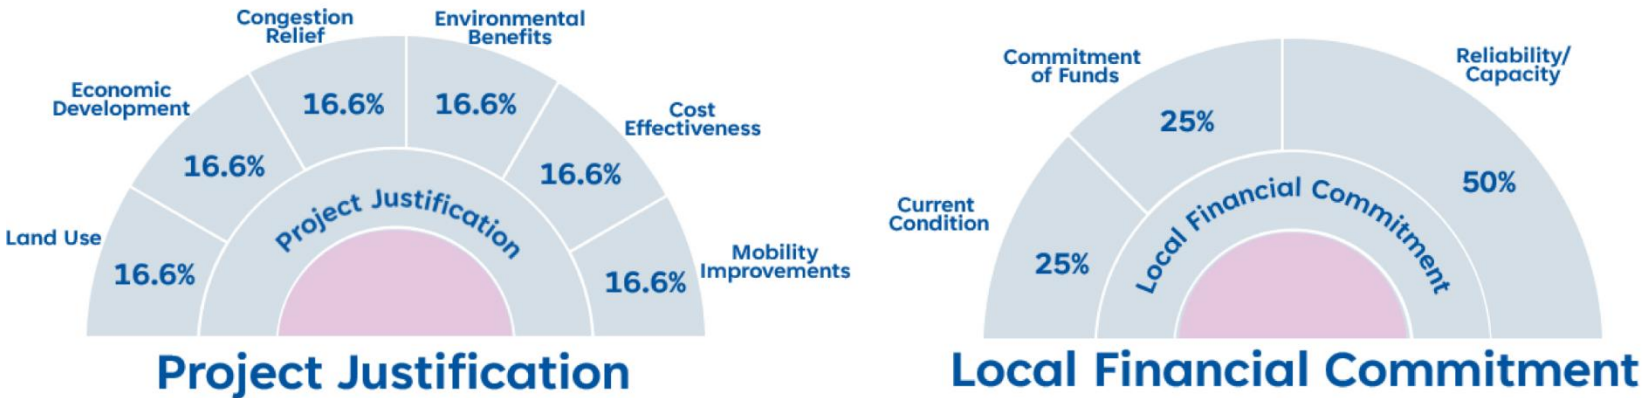 Congestion
Relief
Environmental
Benefits
Economic
Development
Cost
Effectiveness
Land Use
Mobility
Improvements
16.6%
16.6%
16.6%
16.6%
16.6%
16.6%
Project Justification
Project Justification
Commitment
of Funds
Reliability/
Capacity
Current
Condition
25%
25%
50%
Local Financial Commitment
Local Financial Commitment